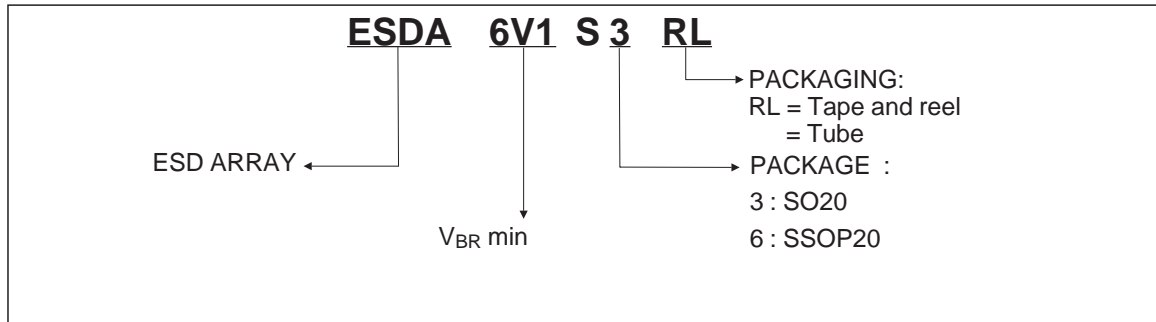 ESDA 6V1 S 3 RL
PACKAGING:
RL = Tape and reel
= Tube
ESD ARRAY
PACKAGE :
3 : SO20
VBR min
6 : SSOP20